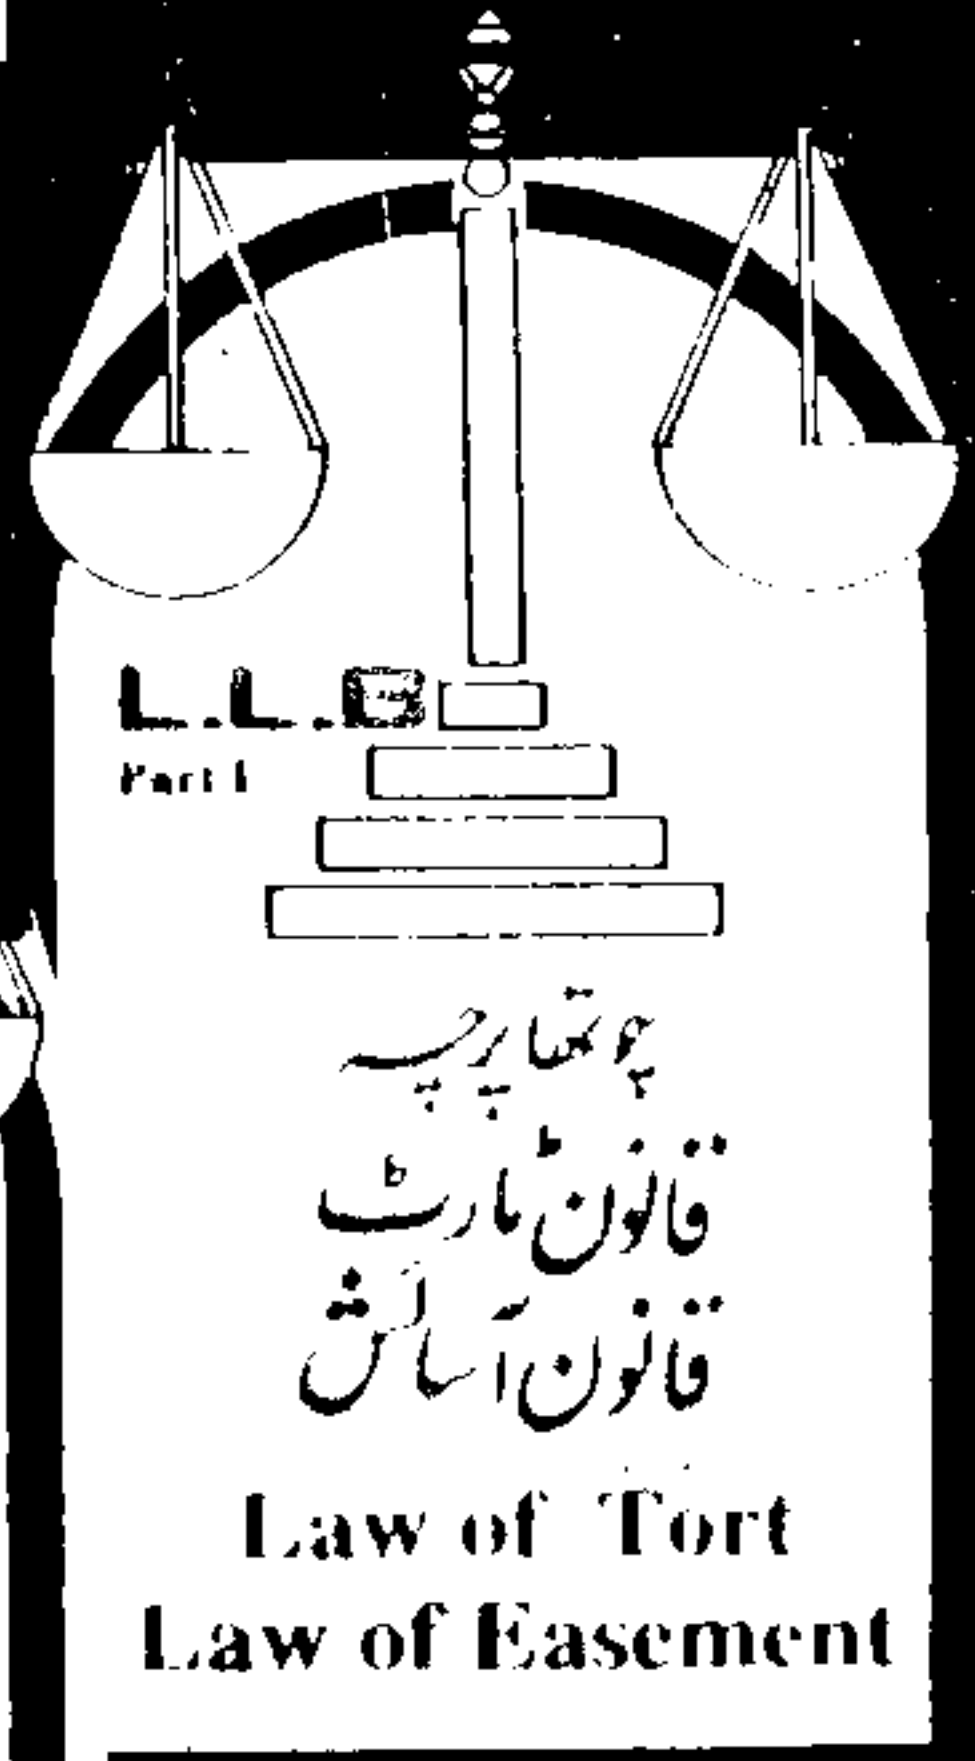 L.L.B
Part I
چوتھا پرچہ
قانون ٹارٹ
قانون آسائش
Law of Tort
Law of Easement